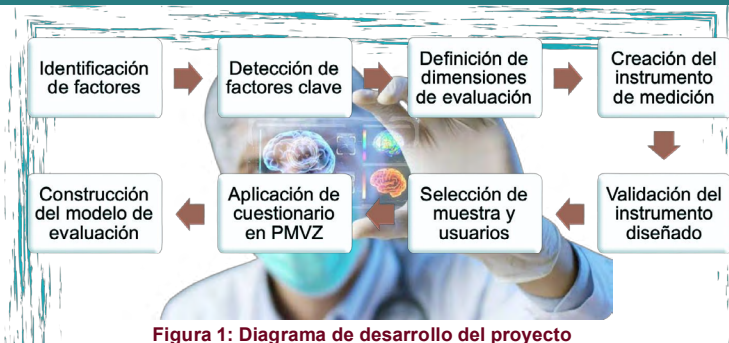 Identificación
de factores
Detección de
factores clave
Definición de
dimensiones
de evaluación
Creación del
instrumento
de medición
Validación del
instrumento
diseñado
Selección de
muestra y
usuarios
Aplicación de
cuestionario
en PMVZ
Construcción
del modelo de
evaluación
Figura 1: Diagrama de desarrollo del proyecto